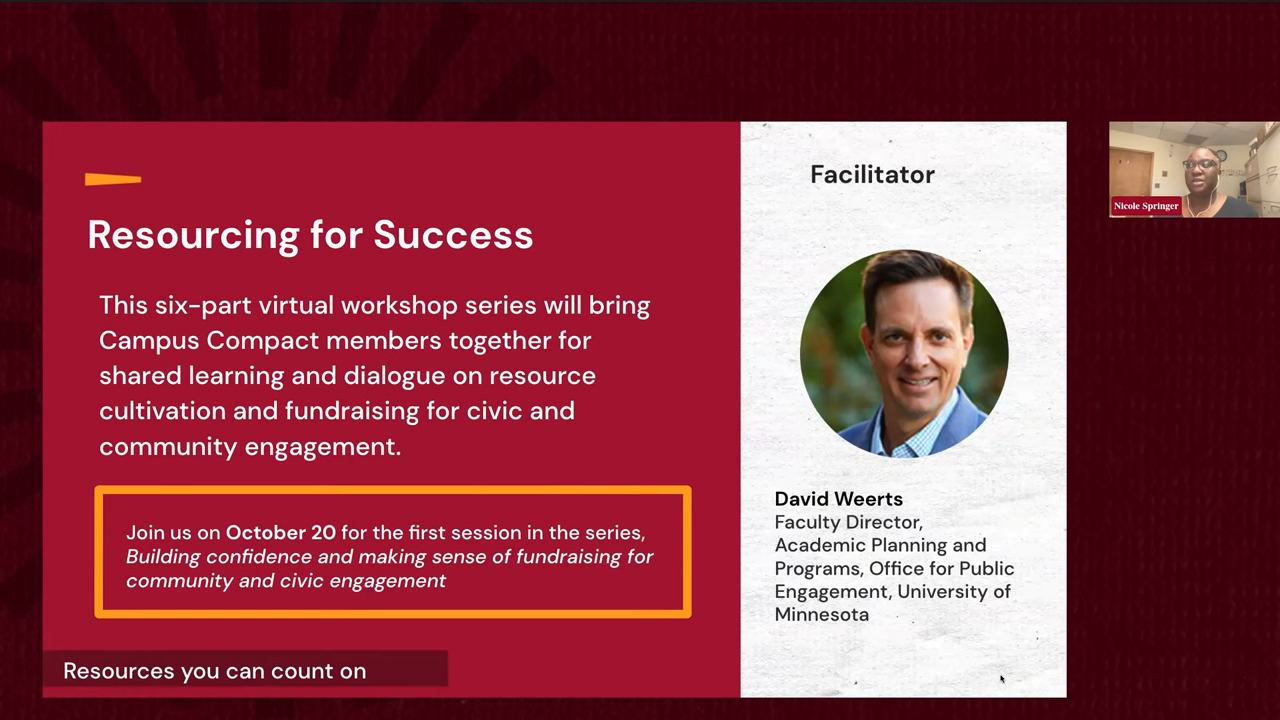 Resourcing for Success
This six-part virtual workshop series will bring
Campus Compact members together for
shared learning and dialogue on resource
cultivation and fundraising for civic and
community engagement.
Join us on October 20 for the first session in the series,
Building confidence and making sense of fundraising for
community and civic engagement
Resources you can count on
Facilitator
David Weerts
Faculty Director,
Academic Planning and
Programs, Office for Public
Engagement, University of
Minnesota
Nicole Springer